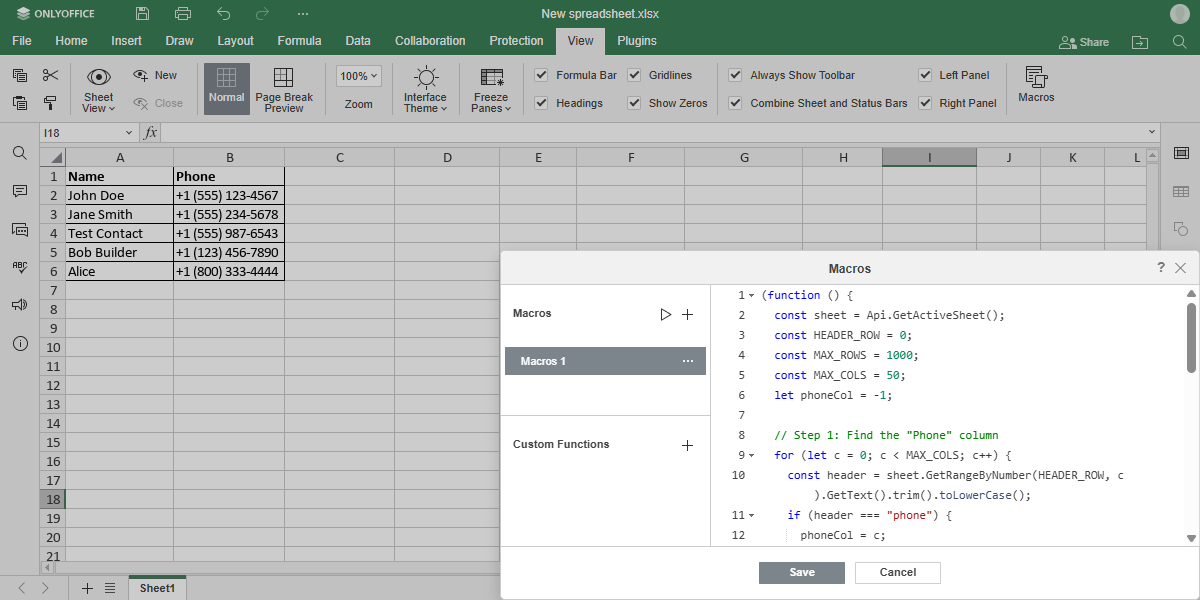 ONLYOFFICE
New spreadsheet.xlsx
File Home Insert Draw Layout Formula Data Collaboration Protection View Plugins
Share
Sheet View
New
Close
Normal
Page Break Preview
100%
Zoom
Interface Theme
Freeze Panes
Formula Bar
Headings
Gridlines
Show Zeros
Always Show Toolbar
Combine Sheet and Status Bars
Left Panel
Right Panel
Macros
I18 fx
A B C D E F G H I J K L
1 Name Phone
2 John Doe +1 (555) 123-4567
3 Jane Smith +1 (555) 234-5678
4 Test Contact +1 (555) 987-6543
5 Bob Builder +1 (123) 456-7890
6 Alice +1 (800) 333-4444
7
8
9
10
11
12
13
14
15
16
17
18
19
20
21
ABC
Macros
?
Macros
Macros 1
Custom Functions
1 (function () {
2 const sheet = Api.GetActiveSheet();
3 const HEADER_ROW = 0;
4 const MAX_ROWS = 1000;
5 const MAX_COLS = 50;
6 let phoneCol = -1;
7
8 // Step 1: Find the "Phone" column
9 for (let c = 0; c < MAX_COLS; c++) {
10 const header = sheet.GetRangeByNumber(HEADER_ROW, c
).GetText().trim().toLowerCase();
11 if (header === "phone") {
12 phoneCol = c;
Save Cancel
Sheet1